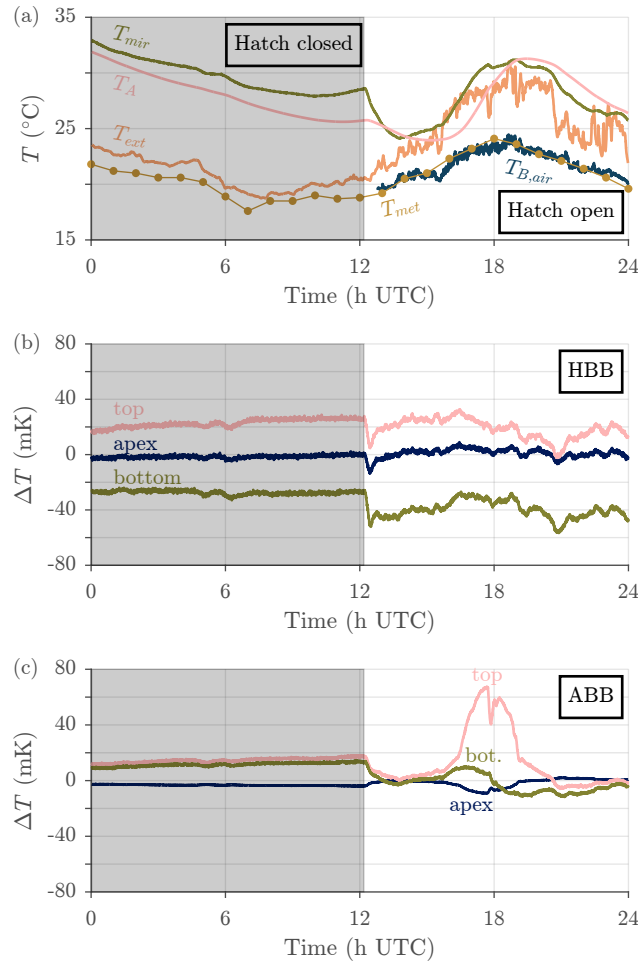 (a)
35
25
15
T (°C)
T_mir
Hatch closed
T_A
T_ext
T_B,air
T_met
Hatch open
0 6 12 18 24
Time (h UTC)
(b)
80
40
0
-40
-80
ΔT (mK)
HBB
top
apex
bottom
0 6 12 18 24
Time (h UTC)
(c)
80
40
0
-40
-80
ΔT (mK)
top
ABB
bot.
apex
0 6 12 18 24
Time (h UTC)